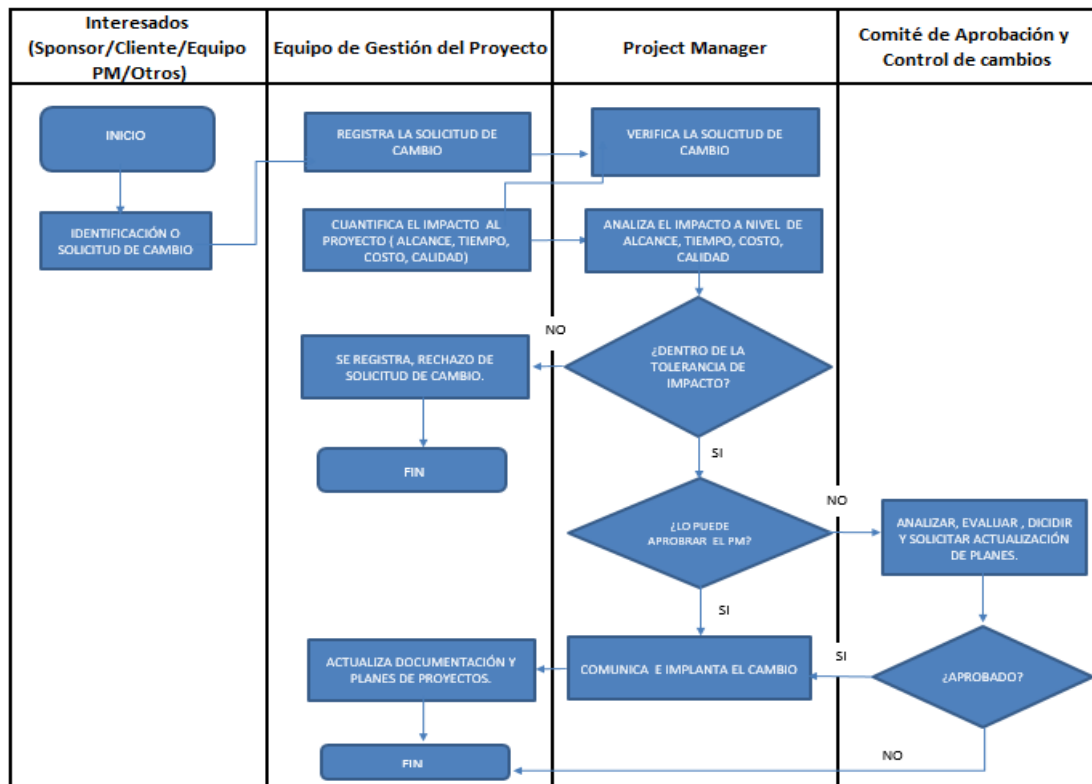 Interesados
(Sponsor/Cliente/Equipo
PM/Otros)
Equipo de Gestión del Proyecto
Project Manager
Comité de Aprobación y
Control de cambios
INICIO
REGISTRA LA SOLICITUD DE
CAMBIO
VERIFICA LA SOLICITUD DE
CAMBIO
IDENTIFICACIÓN O
SOLICITUD DE CAMBIO
CUANTIFICA EL IMPACTO AL
PROYECTO ( ALCANCE, TIEMPO,
COSTO, CALIDAD)
ANALIZA EL IMPACTO A NIVEL DE
ALCANCE, TIEMPO, COSTO,
CALIDAD
NO
¿DENTRO DE LA
TOLERANCIA DE
IMPACTO?
SE REGISTRA, RECHAZO DE
SOLICITUD DE CAMBIO.
FIN
SI
NO
¿LO PUEDE
APROBRAR EL PM?
ANALIZAR, EVALUAR , DICIDIR
Y SOLICITAR ACTUALIZACIÓN
DE PLANES.
SI
ACTUALIZA DOCUMENTACIÓN Y
PLANES DE PROYECTOS.
COMUNICA E IMPLANTA EL CAMBIO
SI
¿APROBADO?
NO
FIN